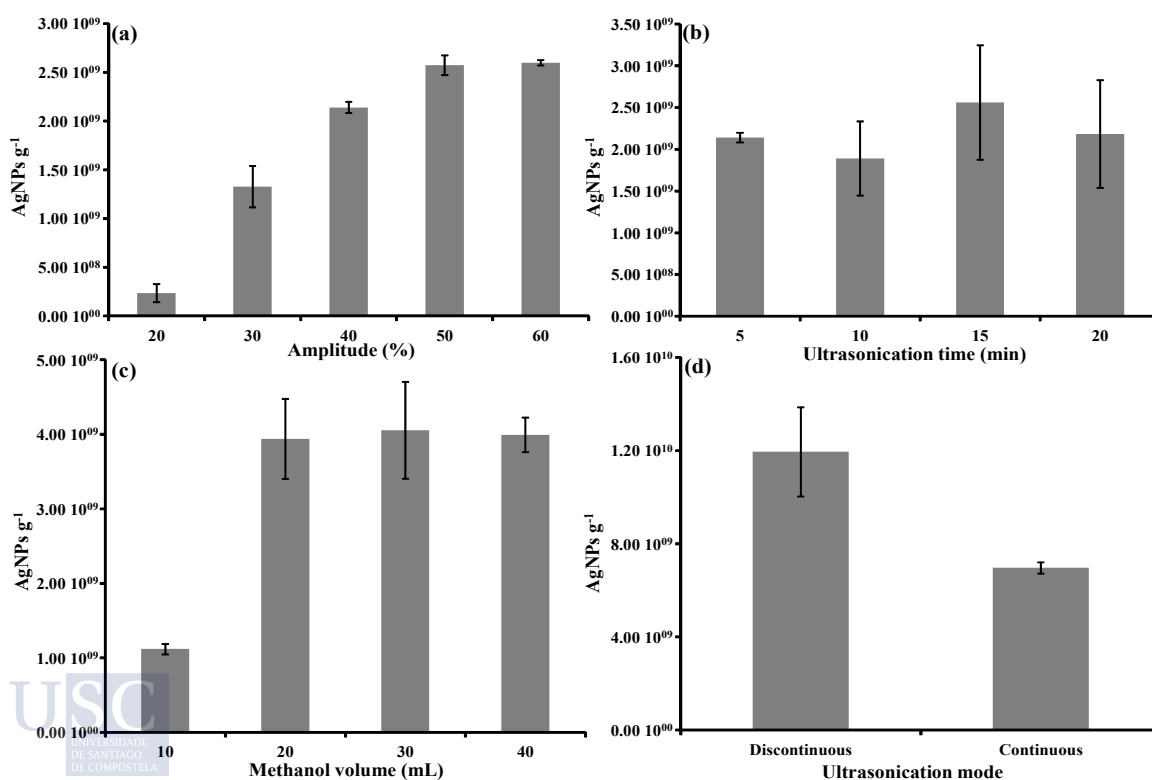 (a)
AgNPs g⁻¹
3.00 10⁰⁹
2.50 10⁰⁹
2.00 10⁰⁹
1.50 10⁰⁹
1.00 10⁰⁹
5.00 10⁰⁸
0.00 10⁰⁰
20 30 40 50 60
Amplitude (%)
(b)
AgNPs g⁻¹
3.50 10⁰⁹
3.00 10⁰⁹
2.50 10⁰⁹
2.00 10⁰⁹
1.50 10⁰⁹
1.00 10⁰⁹
5.00 10⁰⁸
0.00 10⁰⁰
5 10 15 20
Ultrasonication time (min)
(c)
AgNPs g⁻¹
5.00 10⁰⁹
4.00 10⁰⁹
3.00 10⁰⁹
2.00 10⁰⁹
1.00 10⁰⁹
0.00 10⁰⁰
10 20 30 40
Methanol volume (mL)
(d)
AgNPs g⁻¹
1.60 10¹⁰
1.20 10¹⁰
8.00 10⁰⁹
4.00 10⁰⁹
0.00 10⁰⁰
Discontinuous Continuous
Ultrasonication mode
USC
UNIVERSIDADE
DE SANTIAGO
DE COMPOSTELA